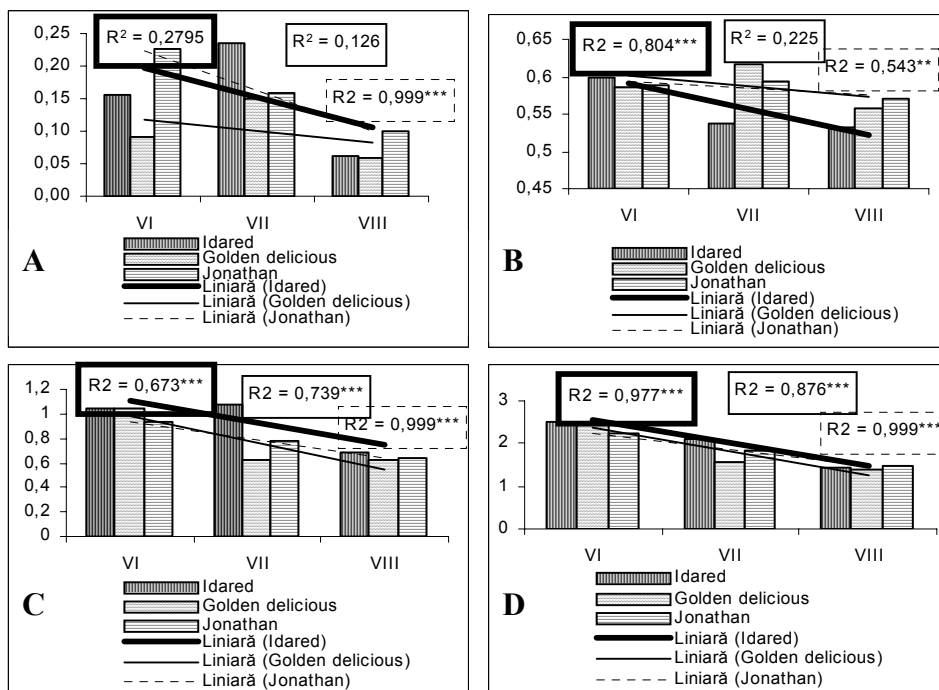 R² = 0,2795
R² = 0,126
R2 = 0,999***
0,25
0,20
0,15
0,10
0,05
0,00
VI VII VIII
Idared
Golden delicious
Jonathan
Liniară (Idared)
Liniară (Golden delicious)
Liniară (Jonathan)
A
R2 = 0,804***
R² = 0,225
R2 = 0,543**
0,65
0,6
0,55
0,5
0,45
VI VII VIII
Idared
Golden delicious
Jonathan
Liniară (Idared)
Liniară (Golden delicious)
Liniară (Jonathan)
B
R2 = 0,673***
R2 = 0,739***
R2 = 0,999***
1,2
1
0,8
0,6
0,4
0,2
0
VI VII VIII
Idared
Golden delicious
Jonathan
Liniară (Idared)
Liniară (Golden delicious)
Liniară (Jonathan)
C
R2 = 0,977***
R2 = 0,876***
R2 = 0,999***
3
2
1
0
VI VII VIII
Idared
Golden delicious
Jonathan
Liniară (Idared)
Liniară (Golden delicious)
Liniară (Jonathan)
D